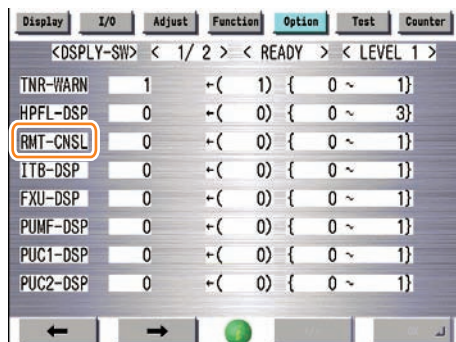 Display I/O Adjust Function Option Test Counter
<DSPLY-SW> < 1/ 2 > < READY > < LEVEL 1 >
TNR-WARN 1 ←( 1) { 0 ~ 1}
HPFL-DSP 0 ←( 0) { 0 ~ 3}
RMT-CNSL 0 ←( 0) { 0 ~ 1}
ITB-DSP 0 ←( 0) { 0 ~ 1}
FXU-DSP 0 ←( 0) { 0 ~ 1}
PUMF-DSP 0 ←( 0) { 0 ~ 1}
PUC1-DSP 0 ←( 0) { 0 ~ 1}
PUC2-DSP 0 ←( 0) { 0 ~ 1}